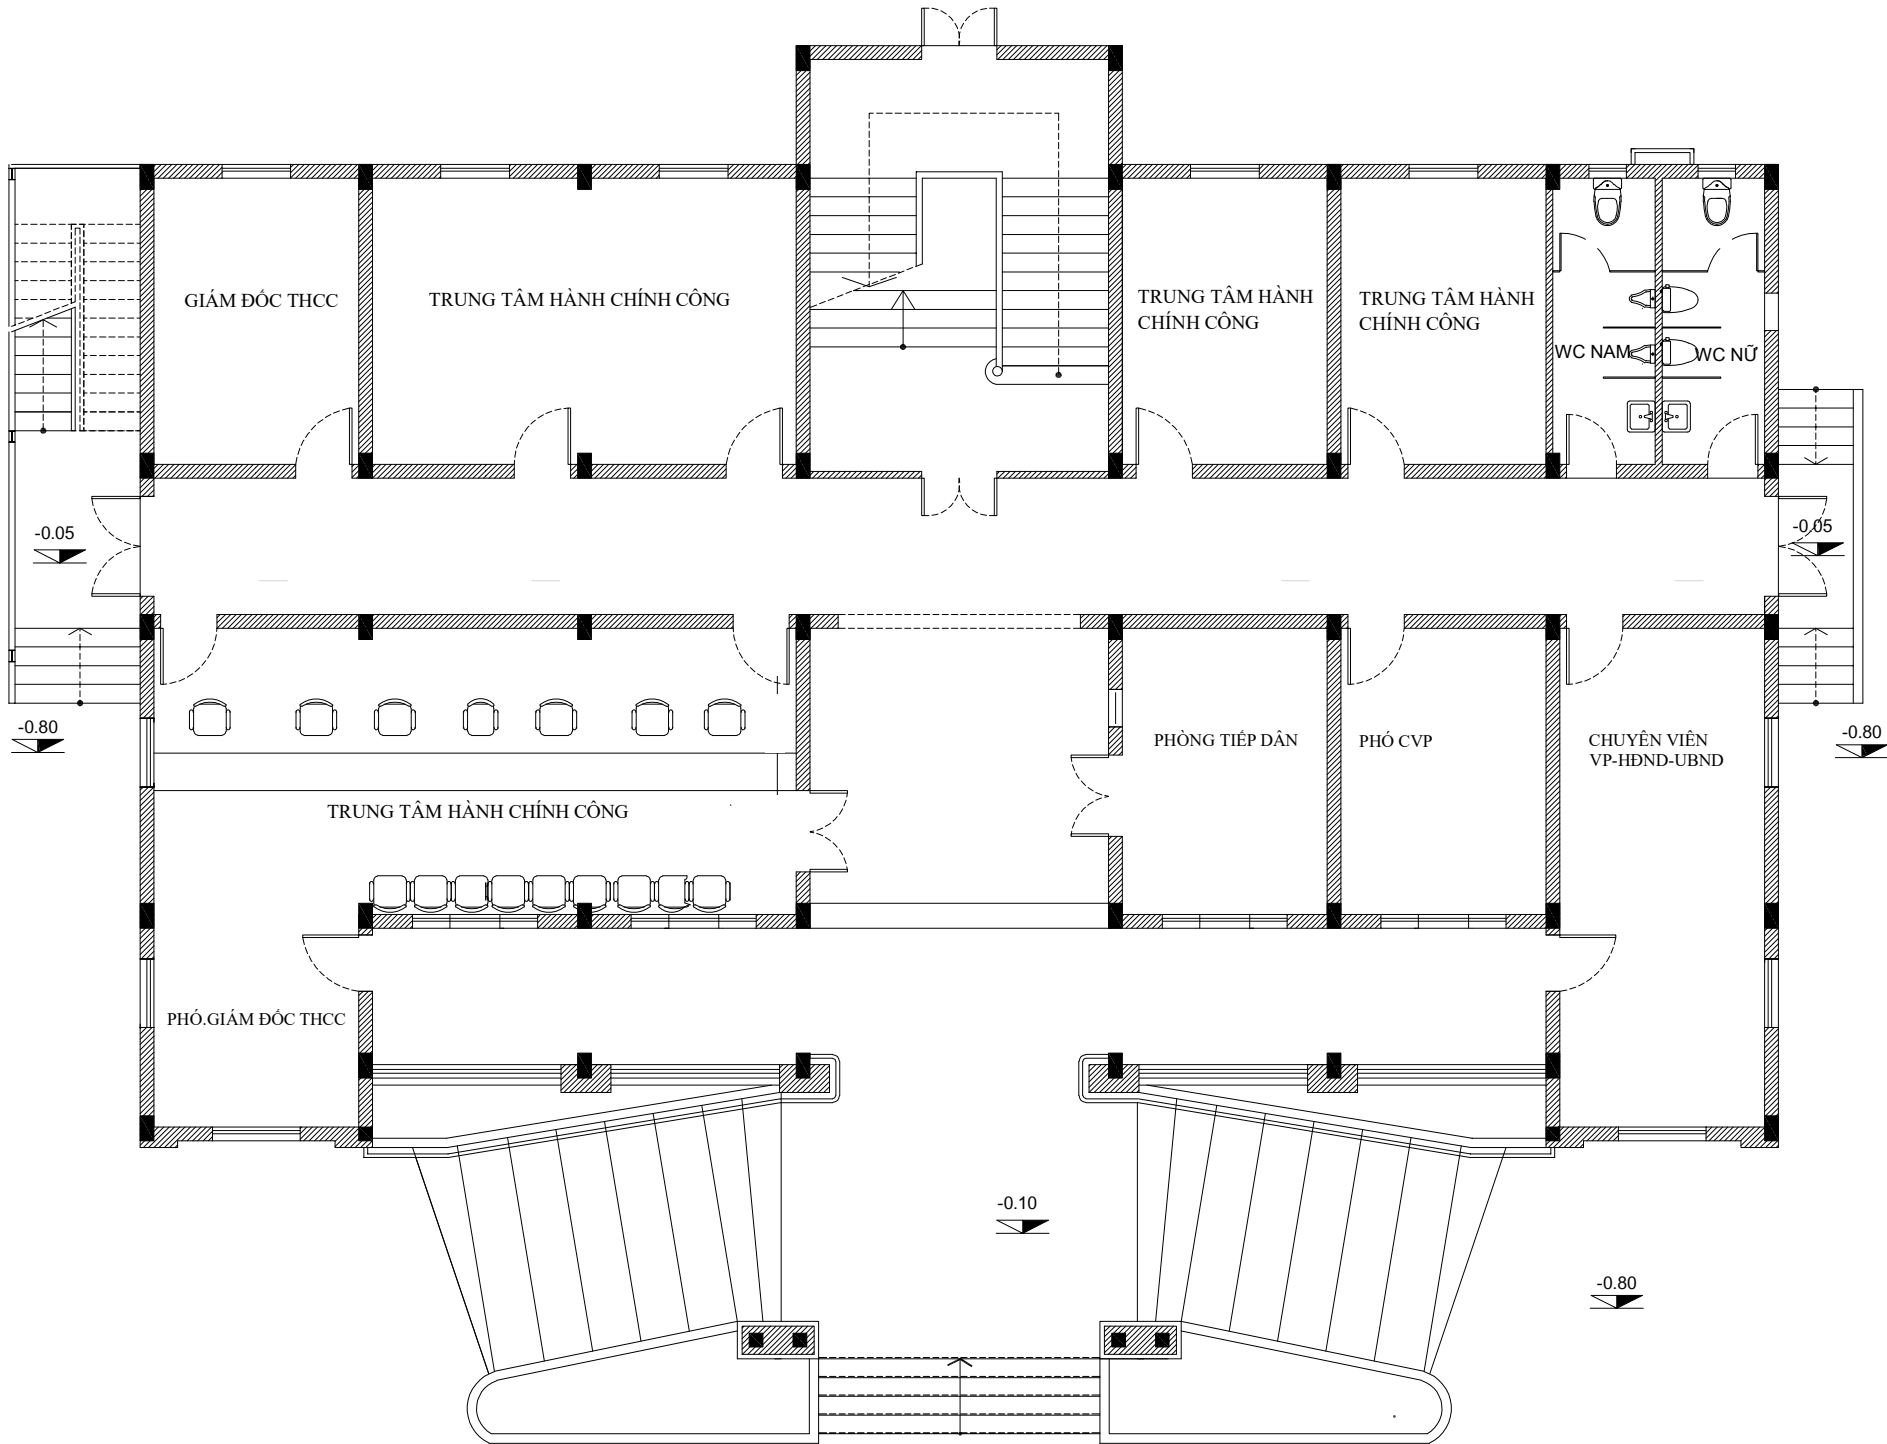 GIÁM ĐỐC THCC
TRUNG TÂM HÀNH CHÍNH CÔNG
TRUNG TÂM HÀNH
CHÍNH CÔNG
TRUNG TÂM HÀNH
CHÍNH CÔNG
WC NAM
WC NỮ
-0.05
-0.05
-0.80
-0.80
PHÒNG TIẾP DÂN
PHÓ CVP
CHUYÊN VIÊN
VP-HĐND-UBND
TRUNG TÂM HÀNH CHÍNH CÔNG
PHÓ.GIÁM ĐỐC THCC
-0.10
-0.80